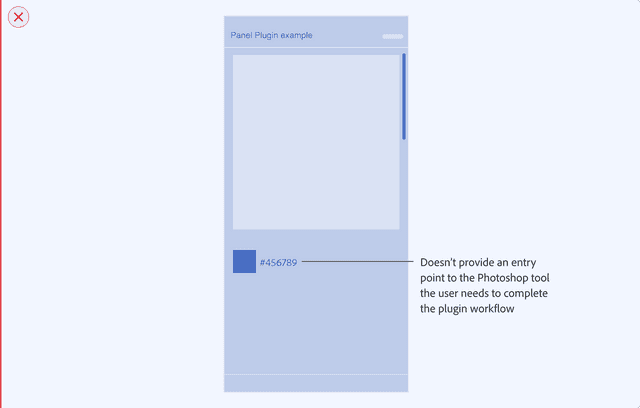 Panel Plugin example
#456789
Doesn't provide an entry
point to the Photoshop tool
the user needs to complete
the plugin workflow